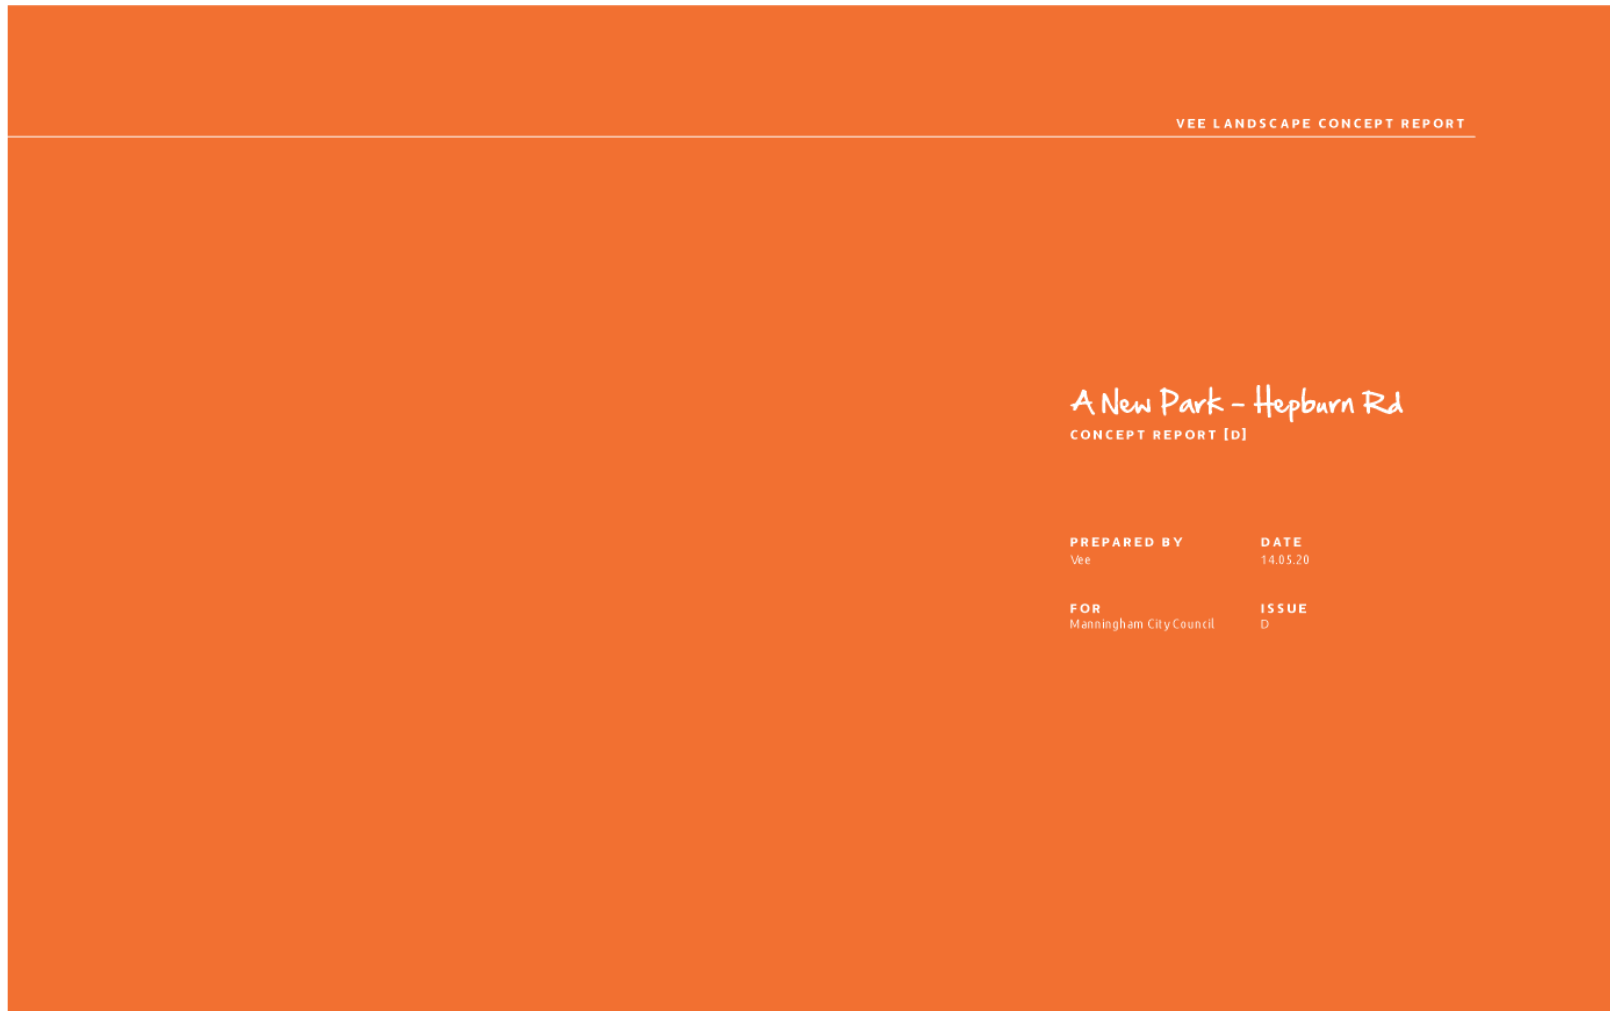 VEE LANDSCAPE CONCEPT REPORT
A New Park - Hepburn Rd
CONCEPT REPORT [D]
PREPARED BY
Vee
DATE
14.05.20
FOR
Manningham City Council
ISSUE
D